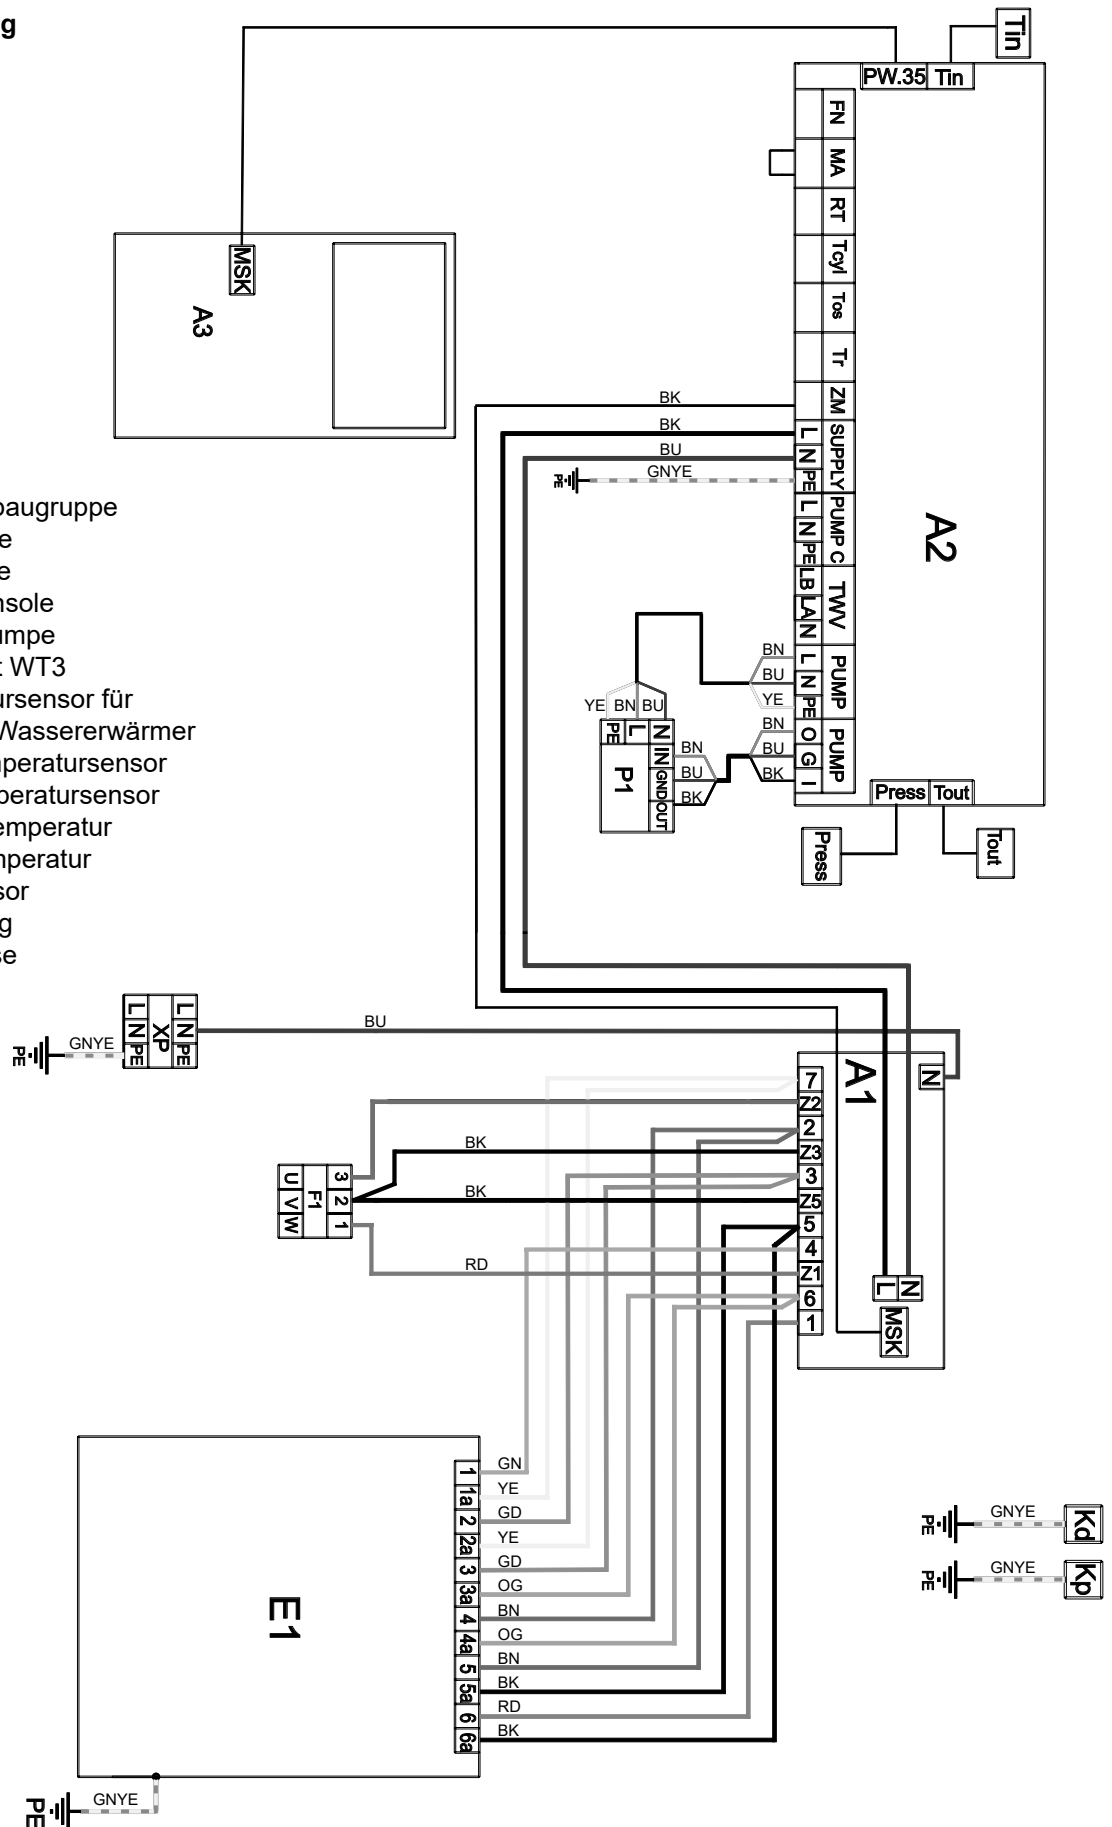 g
Tin
PW.35 Tin
FN
MA
RT
Tcyl
Tos
Tr
ZM
SUPPLY
PUMP C
TWV
PUMP
PUMP
L
N
PE
L
N
PE
LB
LA
N
L
N
PE
O
G
I
A2
MSK
A3
BK
BK
BU
GNYE
PE
BN
BU
YE
BN
BU
BK
YE BN BU
PE
L
N
IN
GND
OUT
P1
BN
BU
BK
Press Tout
Press
Tout
baugruppe
e
e
nsole
umpe
t WT3
ursensor für
Wassererwärmer
nperatursensor
peratursensor
temperatur
mperatur
sor
g
se
L N PE
XP
L N PE
GNYE
PE
BU
A1
N
7
Z2
2
Z3
3
Z5
5
4
Z1
6
1
L
N
MSK
BK
BK
RD
3
2
1
F1
U
V
W
E1
1
1a
2
2a
3
3a
4
4a
5
5a
6
6a
GN
YE
GD
YE
GD
OG
BN
OG
BN
BK
RD
BK
GNYE
PE
Kd
GNYE
PE
Kp
GNYE
PE